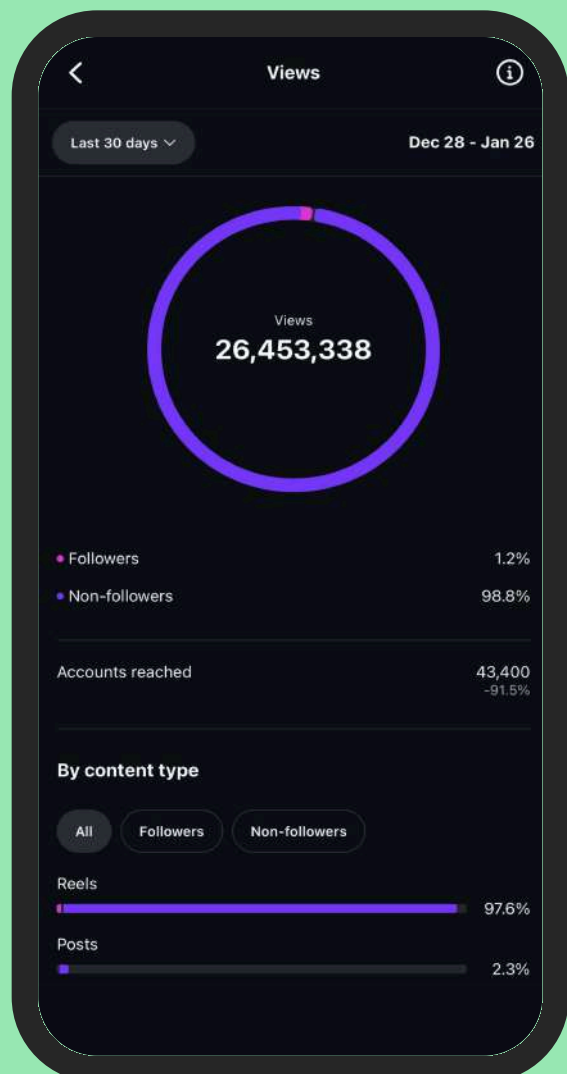 Views
Last 30 days
Dec 28 - Jan 26
Views
26,453,338
Followers 1.2%
Non-followers 98.8%
Accounts reached 43,400
-91.5%
By content type
All Followers Non-followers
Reels
97.6%
Posts
2.3%